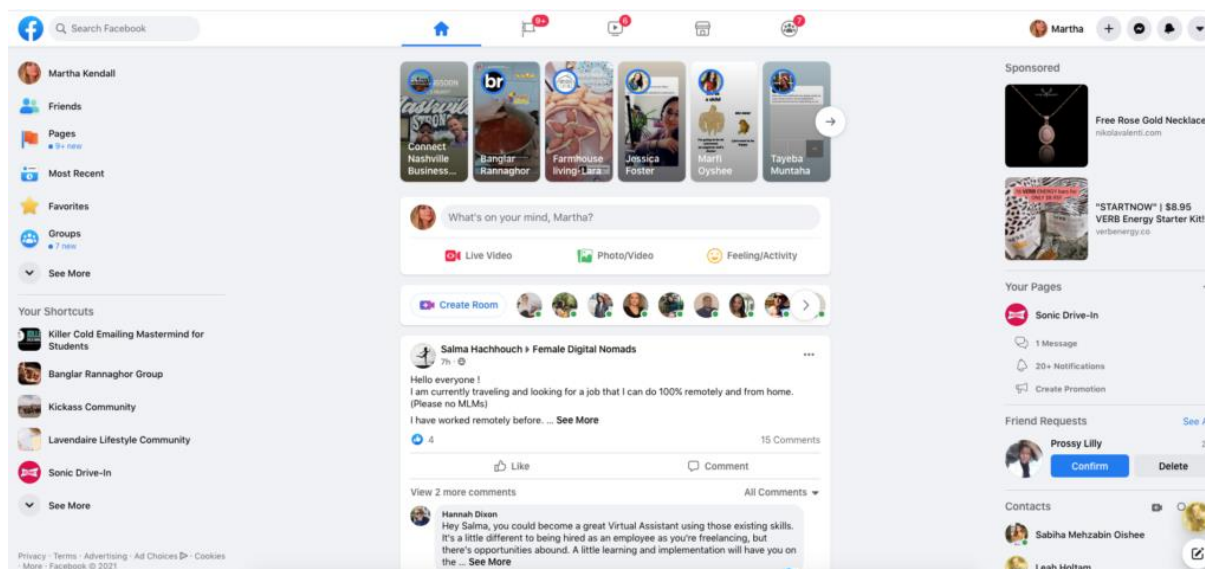 Search Facebook
9+
6
7
Martha
Martha Kendall
Friends
Pages
9+ new
Most Recent
Favorites
Groups
7 new
See More
Your Shortcuts
Killer Cold Emailing Mastermind for
Students
Banglar Rannaghor Group
Kickass Community
Lavendaire Lifestyle Community
Sonic Drive-In
See More
Privacy · Terms · Advertising · Ad Choices · Cookies
· More · Facebook © 2021
Connect
Nashville
Business...
br
Banglar
Rannaghor
Farmhouse
living-Lara
Jessica
Foster
a child
Marfi
Oyshee
Tayeba
Muntaha
What's on your mind, Martha?
Live Video
Photo/Video
Feeling/Activity
Create Room
Salma Hachhouch ▸ Female Digital Nomads
7h ·
Hello everyone !
I am currently traveling and looking for a job that I can do 100% remotely and from home.
(Please no MLMs)
I have worked remotely before. ... See More
4
15 Comments
Like
Comment
View 2 more comments
All Comments
Hannah Dixon
Hey Salma, you could become a great Virtual Assistant using those existing skills.
It's a little different to being hired as an employee as you're freelancing, but
there's opportunities abound. A little learning and implementation will have you on
the ... See More
Sponsored
Free Rose Gold Necklace
nikolavalenti.com
"STARTNOW" | $8.95
VERB Energy Starter Kit!
verbenergy.co
Your Pages
Sonic Drive-In
1 Message
20+ Notifications
Create Promotion
Friend Requests
See A
Prossy Lilly
Confirm
Delete
Contacts
Sabiha Mehzabin Oishee
Leah Holtam